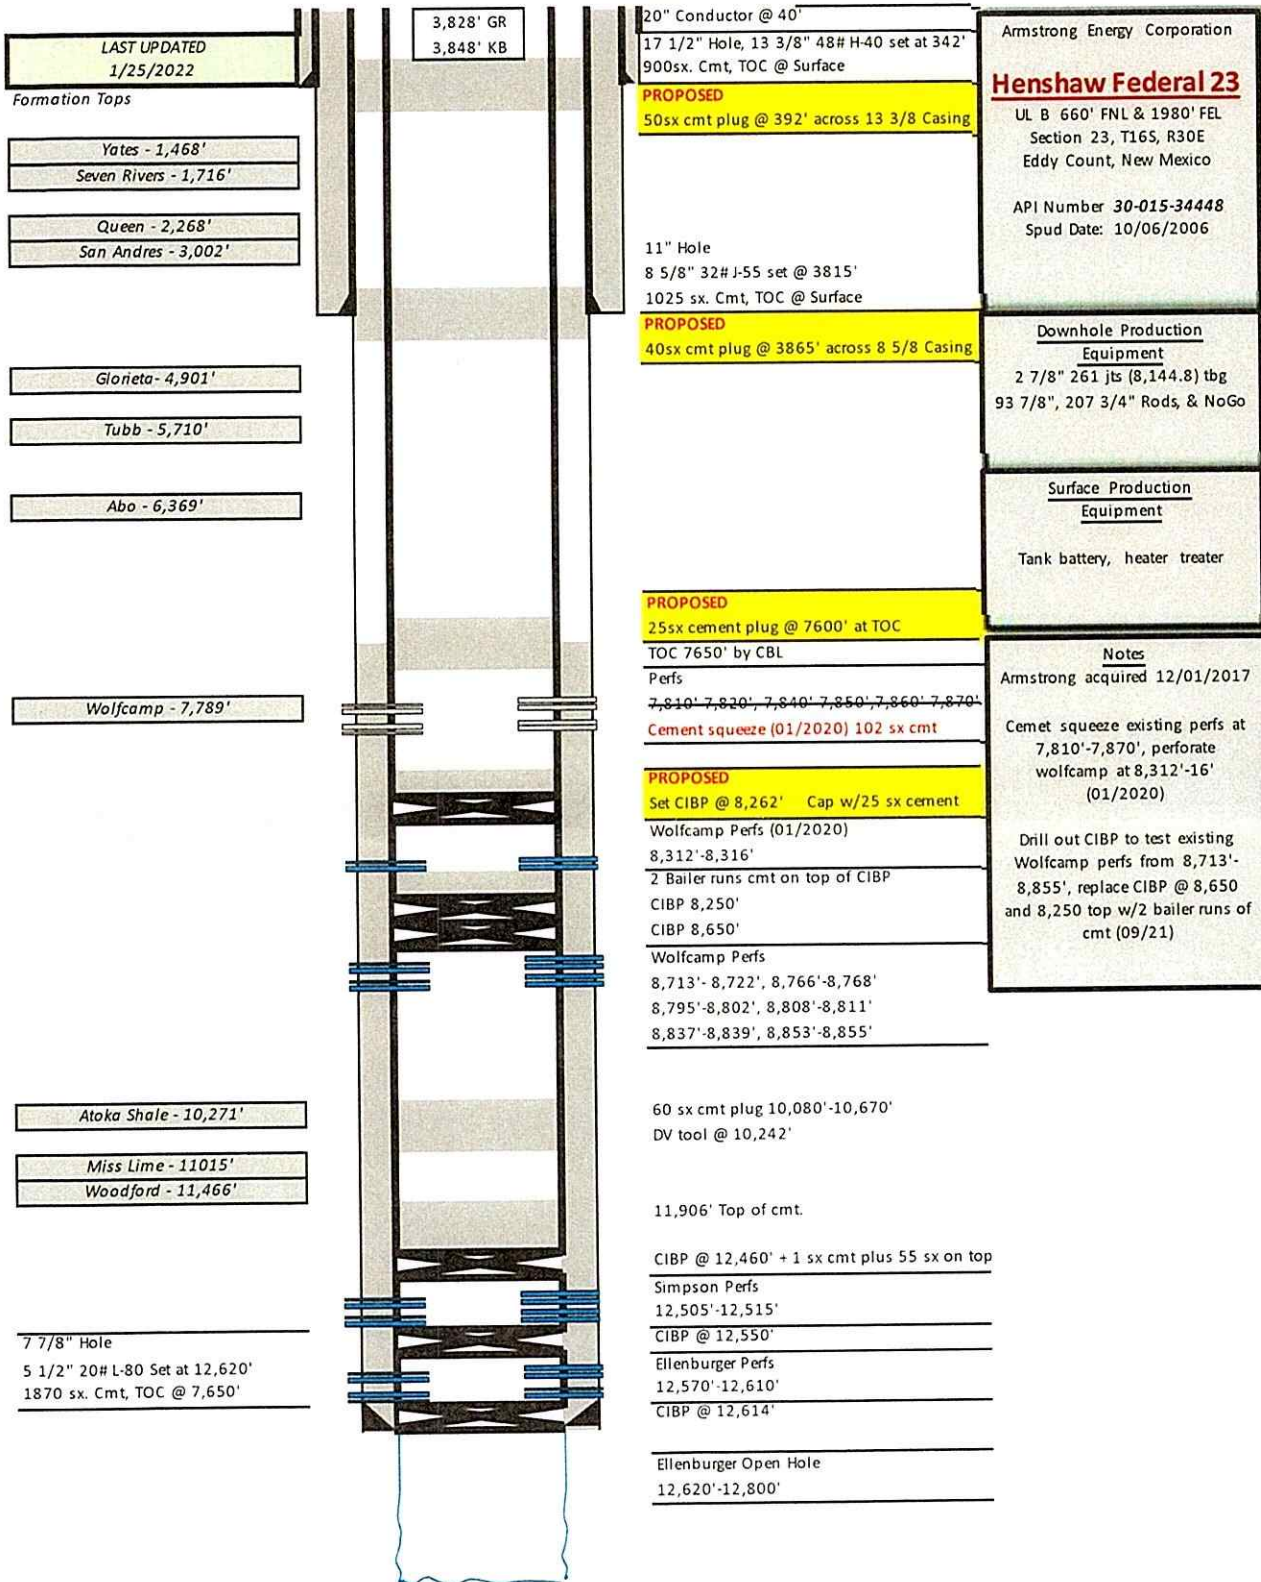 3,828' GR
3,848' KB
LAST UPDATED
1/25/2022
Formation Tops
Yates - 1,468'
Seven Rivers - 1,716'
Queen - 2,268'
San Andres - 3,002'
Glorieta- 4,901'
Tubb - 5,710'
Abo - 6,369'
Wolfcamp - 7,789'
Atoka Shale - 10,271'
Miss Lime - 11015'
Woodford - 11,466'
7 7/8" Hole
5 1/2" 20# L-80 Set at 12,620'
1870 sx. Cmt, TOC @ 7,650'
20" Conductor @ 40'
17 1/2" Hole, 13 3/8" 48# H-40 set at 342'
900sx. Cmt, TOC @ Surface
PROPOSED
50sx cmt plug @ 392' across 13 3/8 Casing
11" Hole
8 5/8" 32# J-55 set @ 3815'
1025 sx. Cmt, TOC @ Surface
PROPOSED
40sx cmt plug @ 3865' across 8 5/8 Casing
PROPOSED
25sx cement plug @ 7600' at TOC
TOC 7650' by CBL
Perfs
7,810'-7,820', 7,840'-7,850',7,860'-7,870'
Cement squeeze (01/2020) 102 sx cmt
PROPOSED
Set CIBP @ 8,262' Cap w/25 sx cement
Wolfcamp Perfs (01/2020)
8,312'-8,316'
2 Bailer runs cmt on top of CIBP
CIBP 8,250'
CIBP 8,650'
Wolfcamp Perfs
8,713'- 8,722', 8,766'-8,768'
8,795'-8,802', 8,808'-8,811'
8,837'-8,839', 8,853'-8,855'
60 sx cmt plug 10,080'-10,670'
DV tool @ 10,242'
11,906' Top of cmt.
CIBP @ 12,460' + 1 sx cmt plus 55 sx on top
Simpson Perfs
12,505'-12,515'
CIBP @ 12,550'
Ellenburger Perfs
12,570'-12,610'
CIBP @ 12,614'
Ellenburger Open Hole
12,620'-12,800'
Armstrong Energy Corporation
Henshaw Federal 23
UL B 660' FNL & 1980' FEL
Section 23, T16S, R30E
Eddy Count, New Mexico
API Number 30-015-34448
Spud Date: 10/06/2006
Downhole Production
Equipment
2 7/8" 261 jts (8,144.8) tbg
93 7/8", 207 3/4" Rods, & NoGo
Surface Production
Equipment
Tank battery, heater treater
Notes
Armstrong acquired 12/01/2017
Cemet squeeze existing perfs at
7,810'-7,870', perforate
wolfcamp at 8,312'-16'
(01/2020)
Drill out CIBP to test existing
Wolfcamp perfs from 8,713'-
8,855', replace CIBP @ 8,650
and 8,250 top w/2 bailer runs of
cmt (09/21)